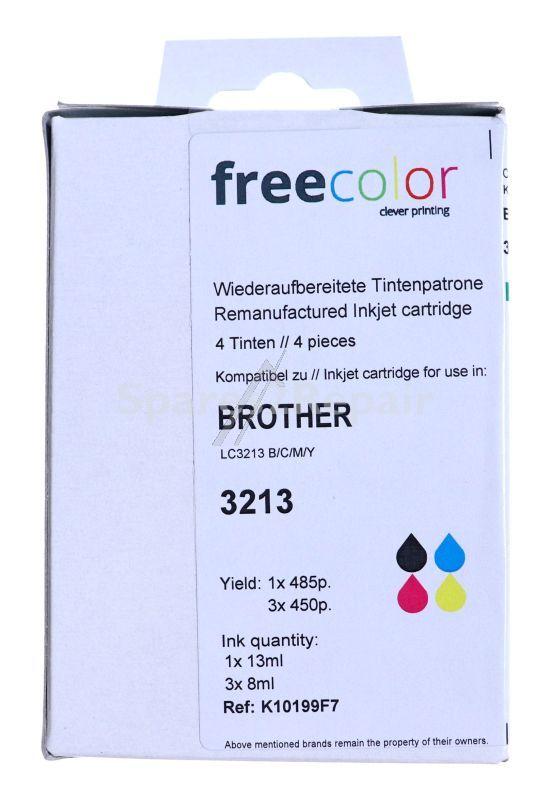 freecolor
clever printing
Wiederaufbereitete Tintenpatrone
Remanufactured Inkjet cartridge
4 Tinten // 4 pieces
Kompatibel zu // Inkjet cartridge for use in:
BROTHER
LC3213 B/C/M/Y
3213
Yield: 1x 485p.
3x 450p.
Ink quantity:
1x 13ml
3x 8ml
Ref: K10199F7
Above mentioned brands remain the property of their owners.